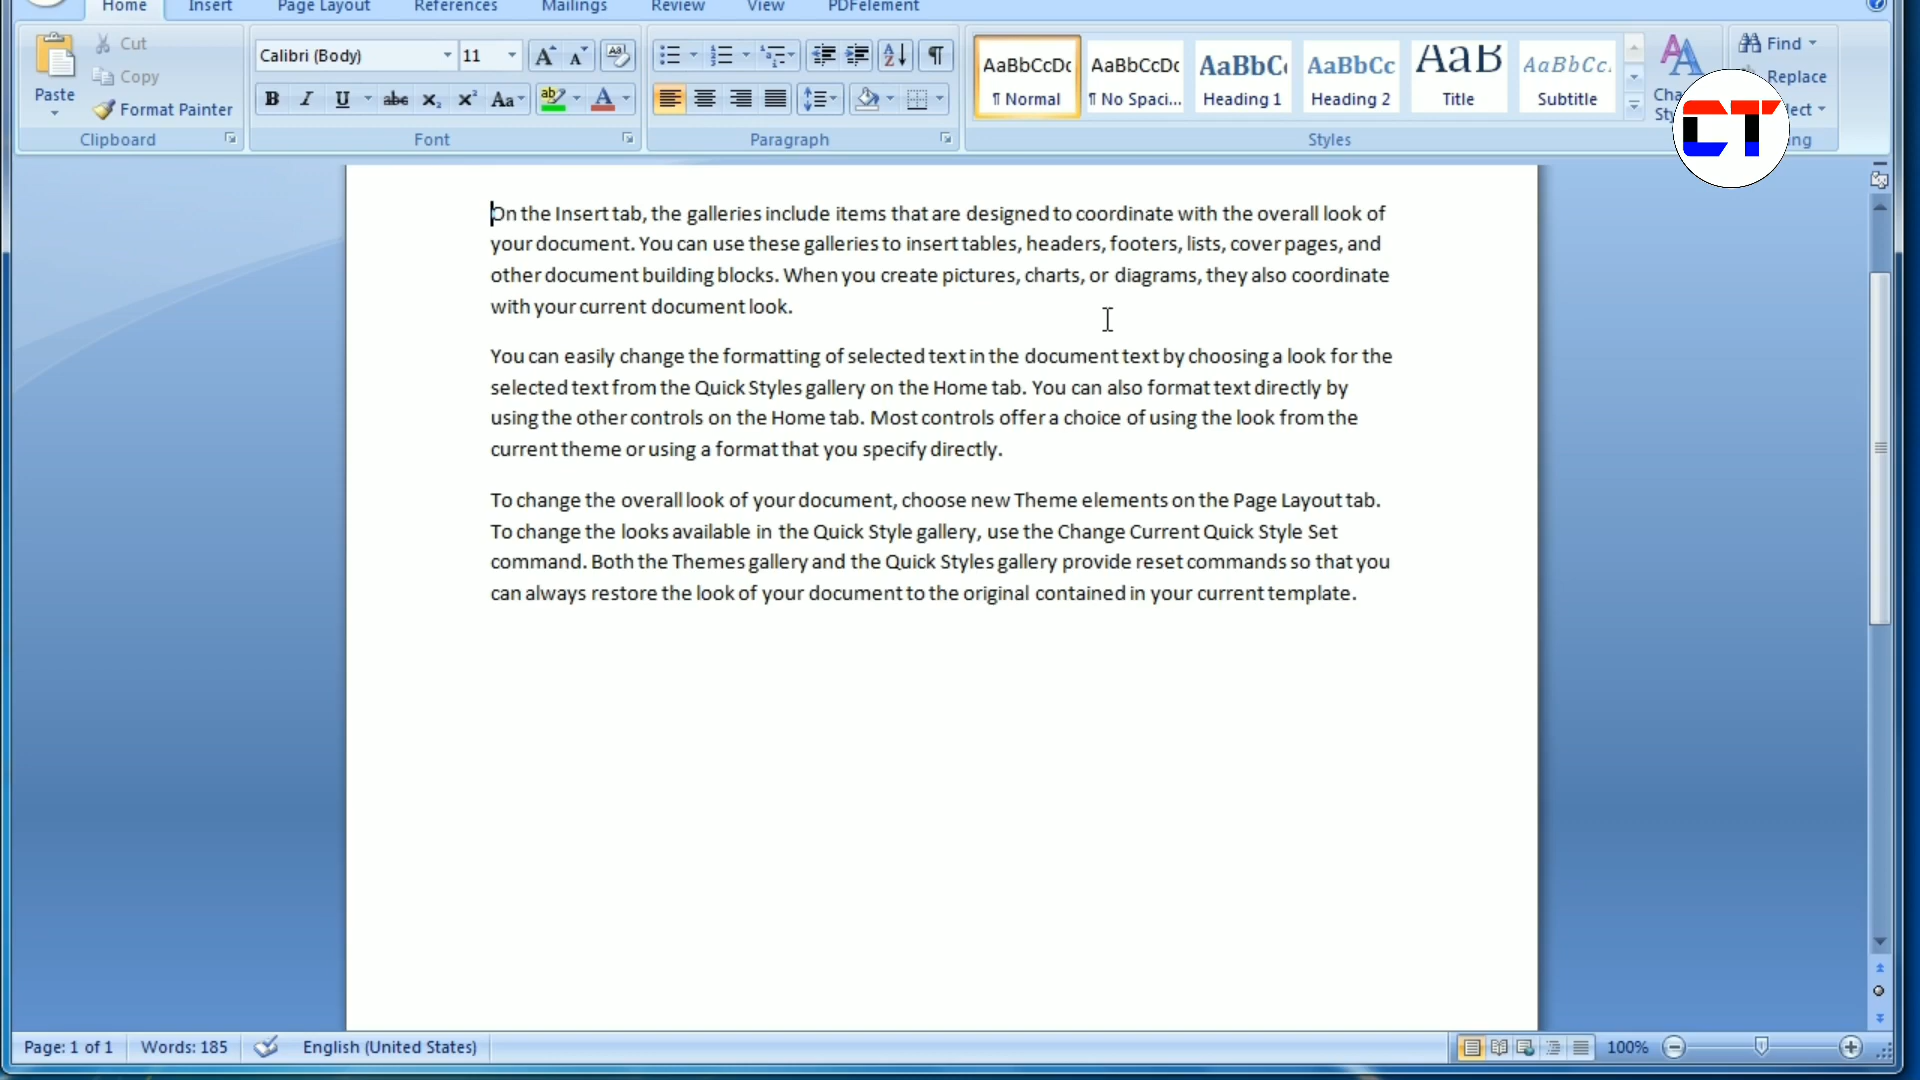 Home Insert Page Layout References Mailings Review View PDFelement
Cut
Copy
Format Painter
Paste
Clipboard
Calibri (Body) 11
B I U abc x₂ x² Aa ab A
Font
Paragraph
AaBbCcDc AaBbCcDc AaBbC AaBbCc AaB AaBbCc.
¶ Normal ¶ No Spaci... Heading 1 Heading 2 Title Subtitle
Styles
Find
Replace
CT
On the Insert tab, the galleries include items that are designed to coordinate with the overall look of
your document. You can use these galleries to insert tables, headers, footers, lists, cover pages, and
other document building blocks. When you create pictures, charts, or diagrams, they also coordinate
with your current document look.
You can easily change the formatting of selected text in the document text by choosing a look for the
selected text from the Quick Styles gallery on the Home tab. You can also format text directly by
using the other controls on the Home tab. Most controls offer a choice of using the look from the
current theme or using a format that you specify directly.
To change the overall look of your document, choose new Theme elements on the Page Layout tab.
To change the looks available in the Quick Style gallery, use the Change Current Quick Style Set
command. Both the Themes gallery and the Quick Styles gallery provide reset commands so that you
can always restore the look of your document to the original contained in your current template.
Page: 1 of 1 Words: 185 English (United States) 100%